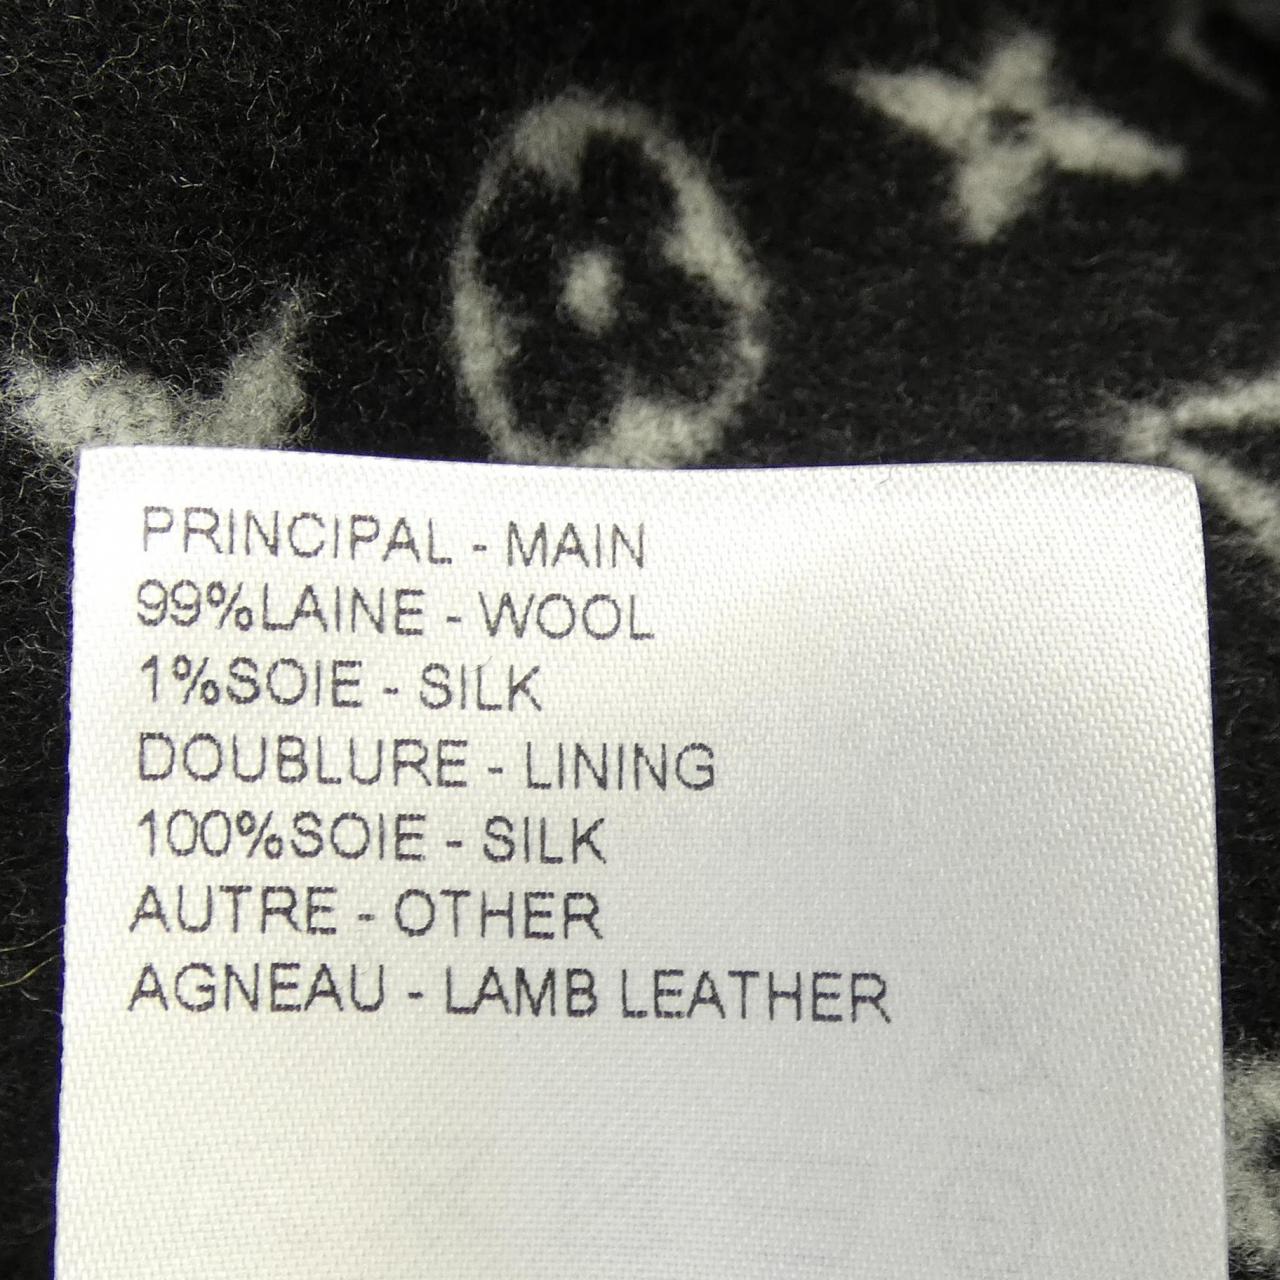 PRINCIPAL - MAIN
99%LAINE - WOOL
1%SOIE - SILK
DOUBLURE - LINING
100%SOIE - SILK
AUTRE - OTHER
AGNEAU - LAMB LEATHER